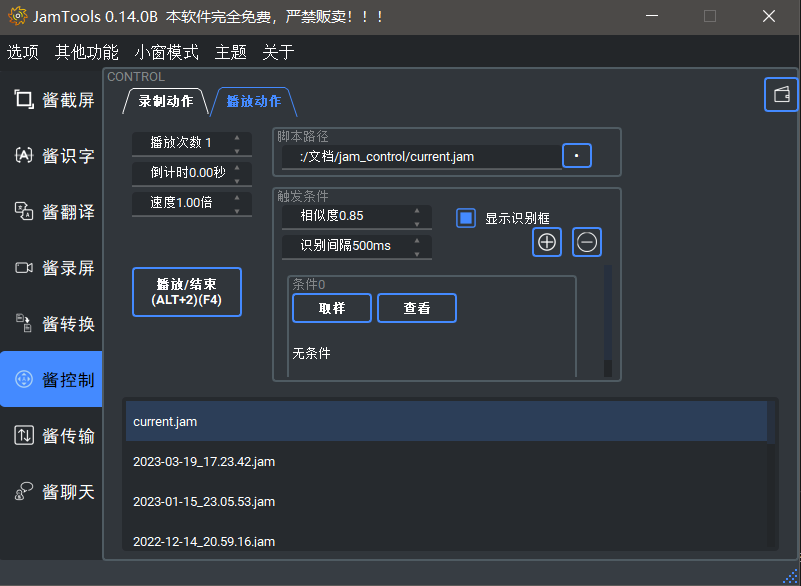 JamTools 0.14.0B 本软件完全免费，严禁贩卖！！！
选项 其他功能 小窗模式 主题 关于
酱截屏
酱识字
酱翻译
酱录屏
酱转换
酱控制
酱传输
酱聊天
CONTROL
录制动作 播放动作
播放次数 1
倒计时0.00秒
速度1.00倍
播放/结束
(ALT+2)(F4)
脚本路径
:/文档/jam_control/current.jam
触发条件
相似度0.85
显示识别框
识别间隔500ms
条件0
取样 查看
无条件
current.jam
2023-03-19_17.23.42.jam
2023-01-15_23.05.53.jam
2022-12-14_20.59.16.jam